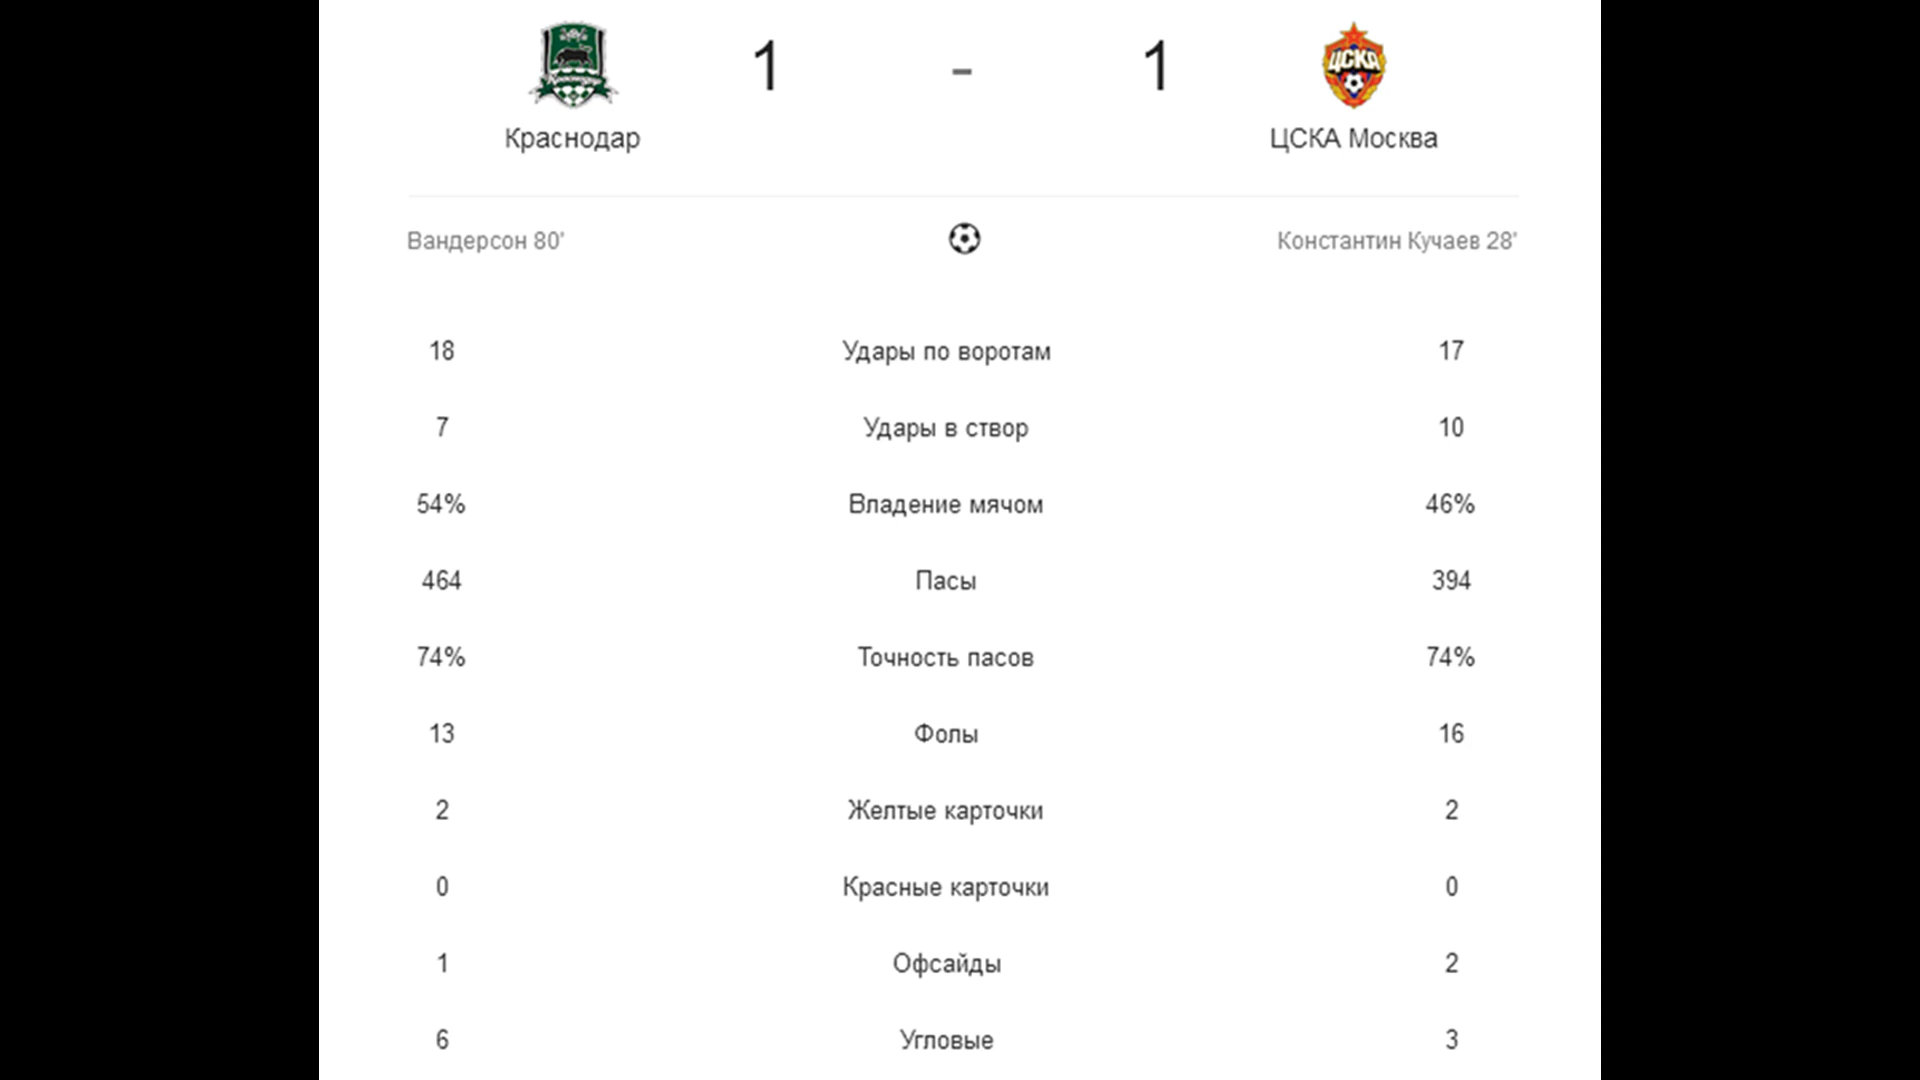 1 - 1
ЦСКА
Краснодар ЦСКА Москва
Вандерсон 80' Константин Кучаев 28'
18 Удары по воротам 17
7 Удары в створ 10
54% Владение мячом 46%
464 Пасы 394
74% Точность пасов 74%
13 Фолы 16
2 Желтые карточки 2
0 Красные карточки 0
1 Офсайды 2
6 Угловые 3